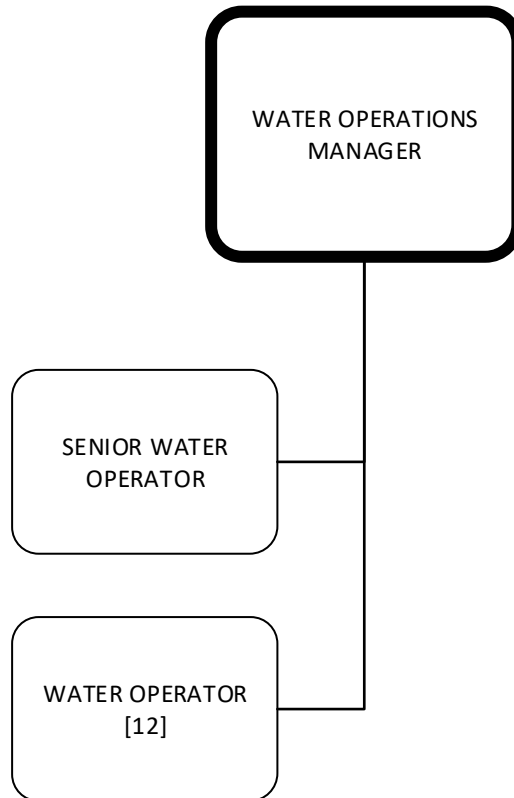 WATER OPERATIONS
MANAGER
SENIOR WATER
OPERATOR
WATER OPERATOR
[12]